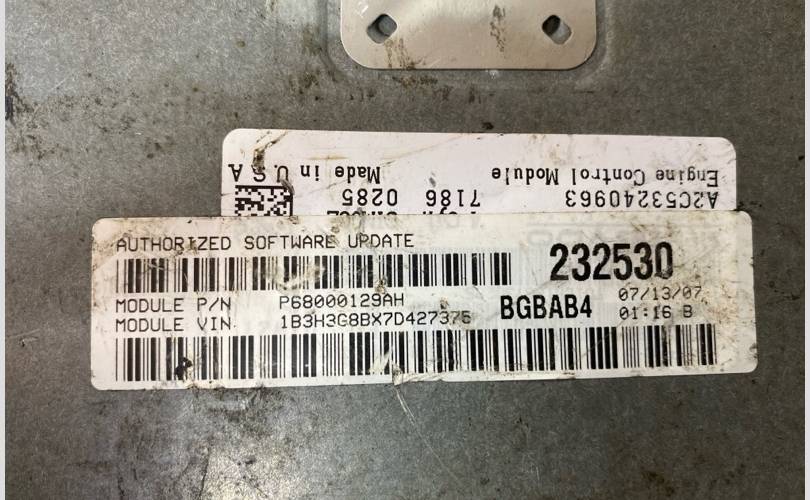 Engine Control Module Made in U.S A
A2C53240963 7186 0285
AUTHORIZED SOFTWARE UPDATE
232530
MODULE P/N P68000129AH BGBAB4 07/13/07
MODULE VIN 1B3H3G8BX7D427375 01:16 B